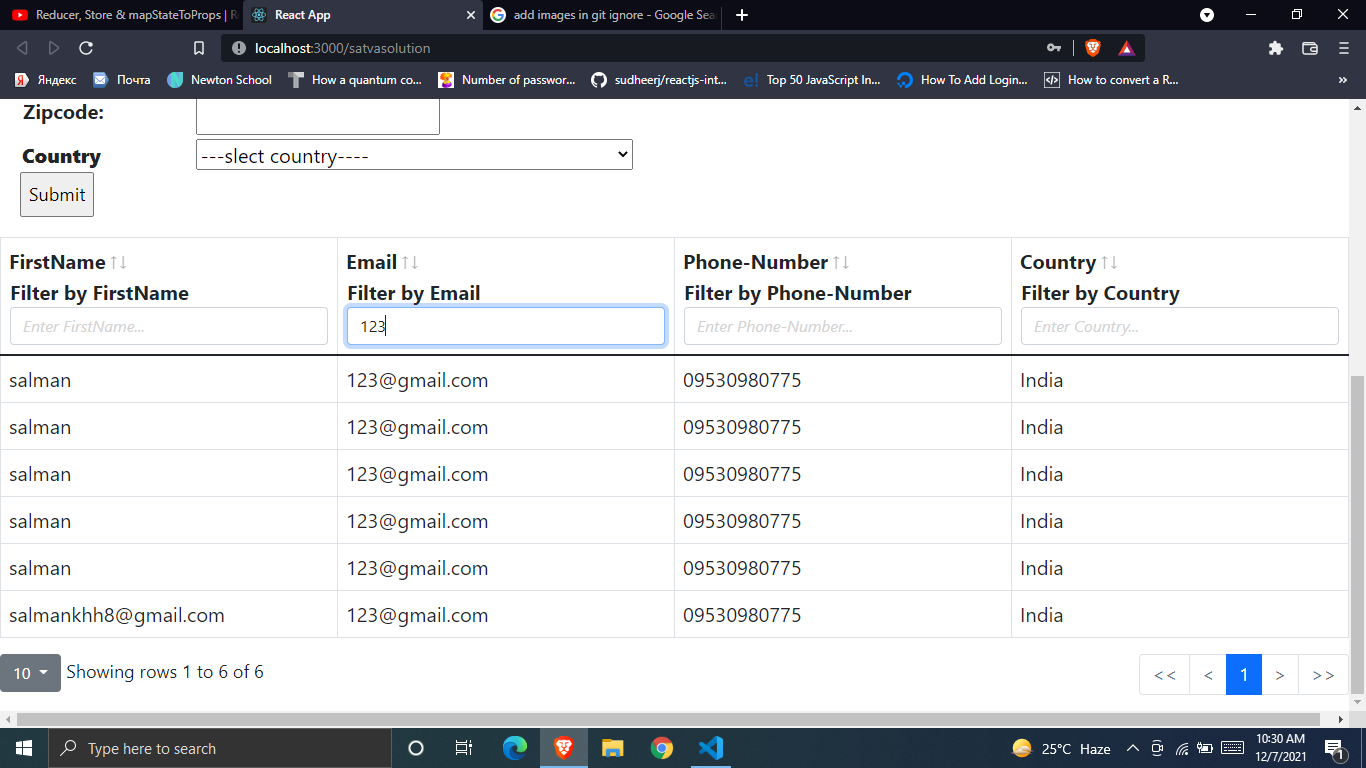 Reducer, Store & mapStateToProps | R
React App
add images in git ignore - Google Sear
localhost:3000/satvasolution
Яндекс
Почта
Newton School
How a quantum co...
Number of passwor...
sudheerj/reactjs-int...
Top 50 JavaScript In...
How To Add Login...
How to convert a R...
»
Zipcode:
Country ---slect country----
Submit
FirstName ↑↓ Email ↑↓ Phone-Number ↑↓ Country ↑↓
Filter by FirstName Filter by Email Filter by Phone-Number Filter by Country
Enter FirstName... 123 Enter Phone-Number... Enter Country...
salman 123@gmail.com 09530980775 India
salman 123@gmail.com 09530980775 India
salman 123@gmail.com 09530980775 India
salman 123@gmail.com 09530980775 India
salman 123@gmail.com 09530980775 India
salmankhh8@gmail.com 123@gmail.com 09530980775 India
10 Showing rows 1 to 6 of 6 << < 1 > >>
Type here to search
25°C Haze
10:30 AM
12/7/2021
1